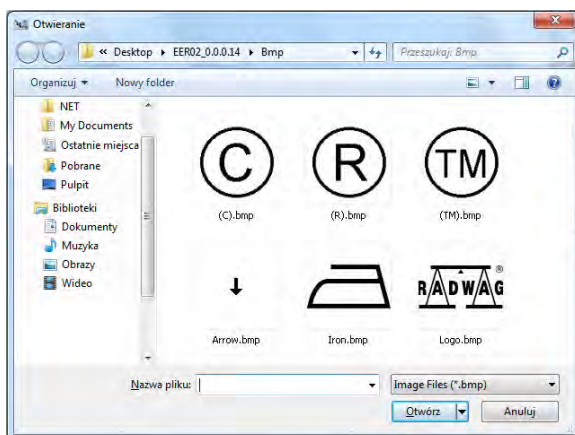 Otwieranie
« Desktop ▸ EER02_0.0.0.14 ▸ Bmp
Przeszukaj: Bmp
Organizuj
Nowy folder
NET
My Documents
Ostatnie miejsca
Pobrane
Pulpit
Biblioteki
Dokumenty
Muzyka
Obrazy
Wideo
C
R
TM
(C).bmp
(R).bmp
(TM).bmp
RADWAG®
Arrow.bmp
Iron.bmp
Logo.bmp
Nazwa pliku:
Image Files (*.bmp)
Otwórz
Anuluj